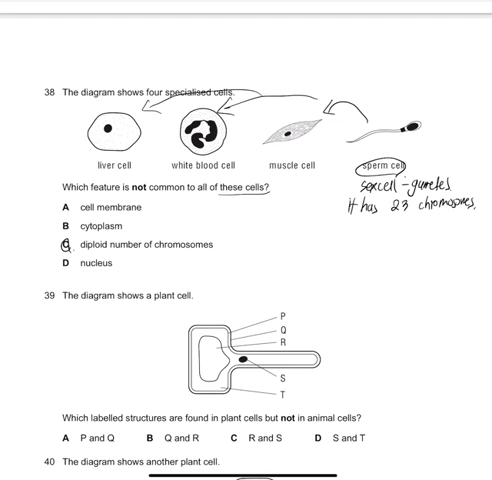 38 The diagram shows four specialised cells.
liver cell white blood cell muscle cell sperm cell
Which feature is not common to all of these cells?
sexcell - gametes
It has 23 chromosomes.
A cell membrane
B cytoplasm
C diploid number of chromosomes
D nucleus
39 The diagram shows a plant cell.
P
Q
R
S
T
Which labelled structures are found in plant cells but not in animal cells?
A P and Q B Q and R C R and S D S and T
40 The diagram shows another plant cell.